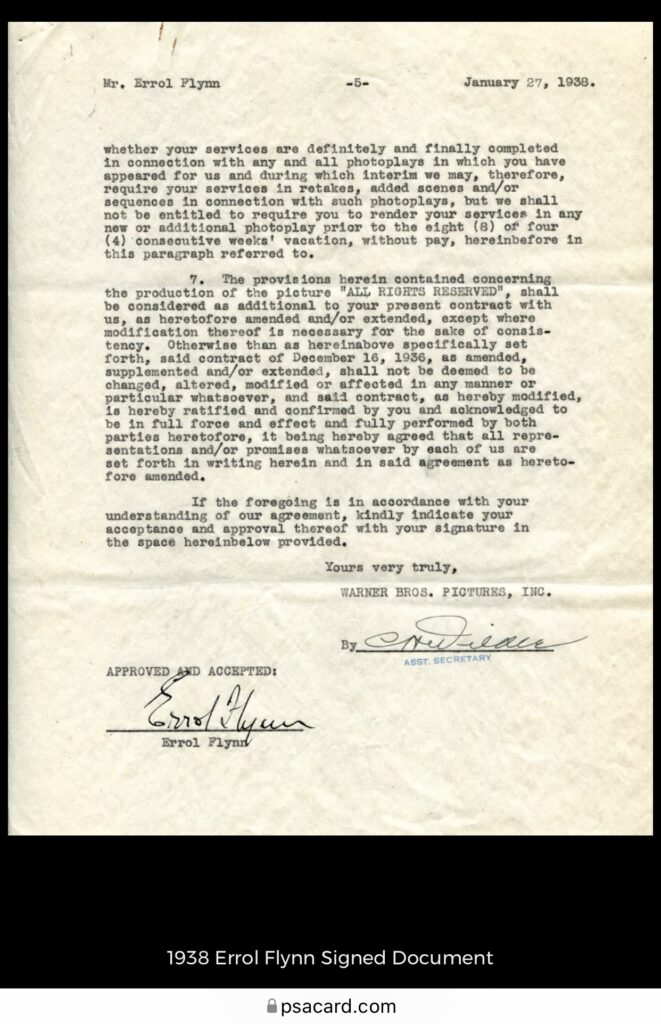 Mr. Errol Flynn -5- January 27, 1938.
whether your services are definitely and finally completed
in connection with any and all photoplays in which you have
appeared for us and during which interim we may, therefore,
require your services in retakes, added scenes and/or
sequences in connection with such photoplays, but we shall
not be entitled to require you to render your services in any
new or additional photoplay prior to the eight (8) of four
(4) consecutive weeks' vacation, without pay, hereinbefore in
this paragraph referred to.
7. The provisions herein contained concerning
the production of the picture "ALL RIGHTS RESERVED", shall
be considered as additional to your present contract with
us, as heretofore amended and/or extended, except where
modification thereof is necessary for the sake of consis-
tency. Otherwise than as hereinabove specifically set
forth, said contract of December 16, 1936, as amended,
supplemented and/or extended, shall not be deemed to be
changed, altered, modified or affected in any manner or
particular whatsoever, and said contract, as hereby modified,
is hereby ratified and confirmed by you and acknowledged to
be in full force and effect and fully performed by both
parties heretofore, it being hereby agreed that all repre-
sentations and/or promises whatsoever by each of us are
set forth in writing herein and in said agreement as hereto-
fore amended.
If the foregoing is in accordance with your
understanding of our agreement, kindly indicate your
acceptance and approval thereof with your signature in
the space hereinbelow provided.
Yours very truly,
WARNER BROS. PICTURES, INC.
By
ASST. SECRETARY
APPROVED AND ACCEPTED:
Errol Flynn
Errol Flynn
1938 Errol Flynn Signed Document
psacard.com